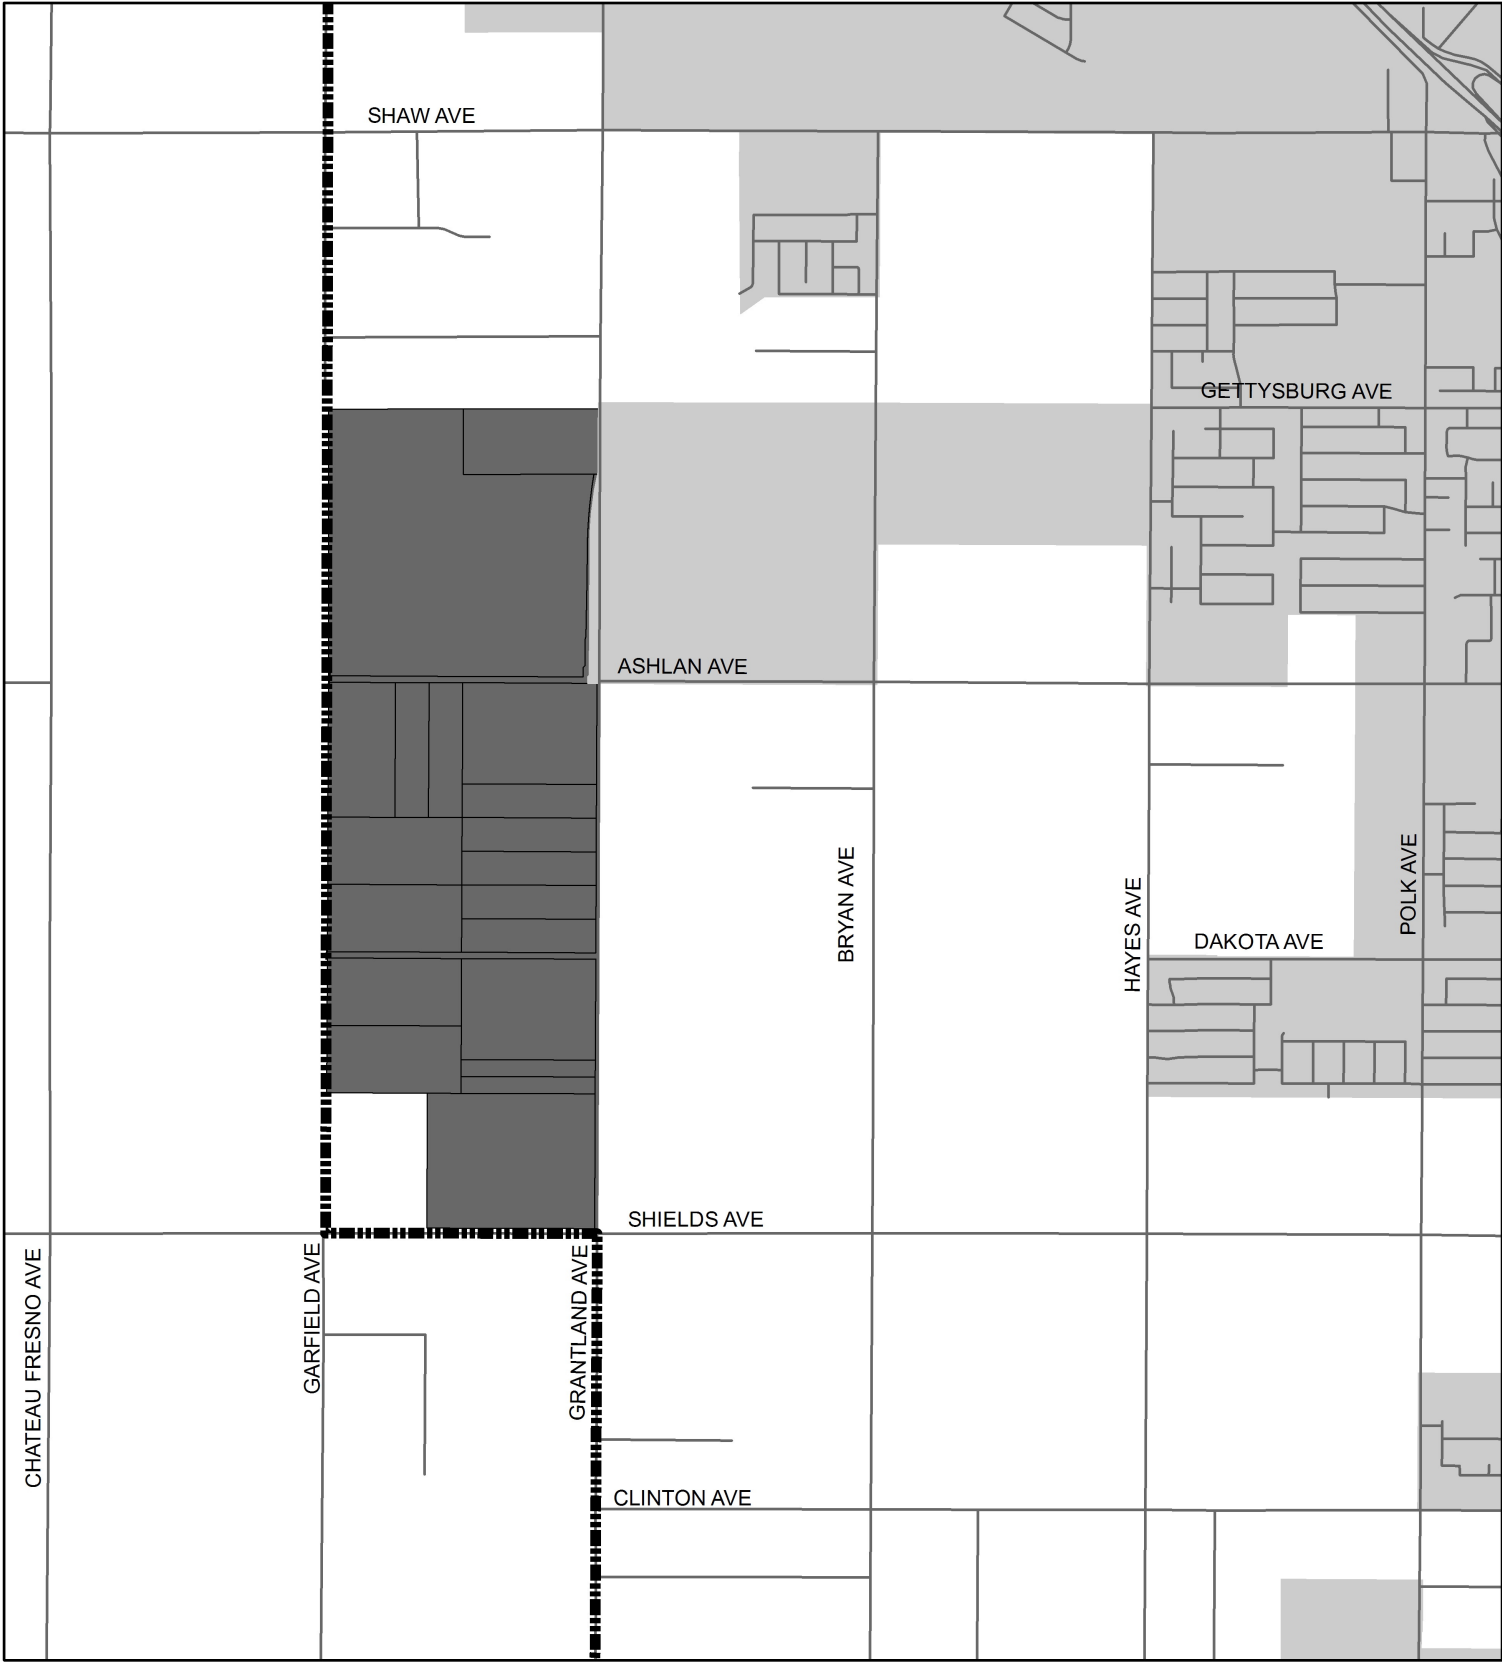 SHAW AVE
GETTYSBURG AVE
ASHLAN AVE
BRYAN AVE
HAYES AVE
POLK AVE
DAKOTA AVE
SHIELDS AVE
CHATEAU FRESNO AVE
GARFIELD AVE
GRANTLAND AVE
CLINTON AVE